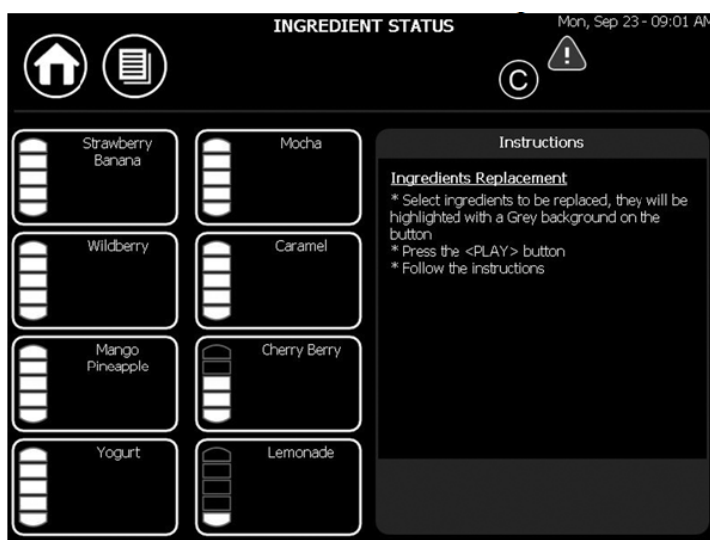 INGREDIENT STATUS
Mon, Sep 23 - 09:01 AM
C
Strawberry
Banana
Mocha
Wildberry
Caramel
Mango
Pineapple
Cherry Berry
Yogurt
Lemonade
Instructions
Ingredients Replacement
* Select ingredients to be replaced, they will be
highlighted with a Grey background on the
button
* Press the <PLAY> button
* Follow the instructions